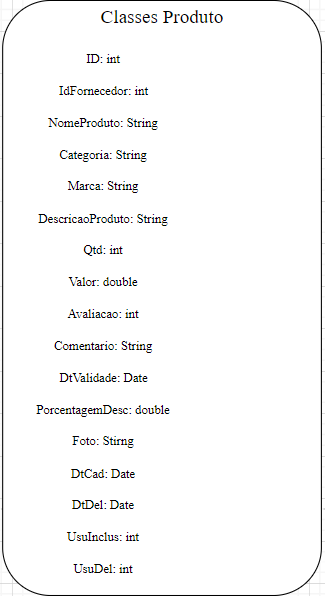 Classes Produto
ID: int
IdFornecedor: int
NomeProduto: String
Categoria: String
Marca: String
DescricaoProduto: String
Qtd: int
Valor: double
Avaliacao: int
Comentario: String
DtValidade: Date
PorcentagemDesc: double
Foto: Stirng
DtCad: Date
DtDel: Date
UsuInclus: int
UsuDel: int